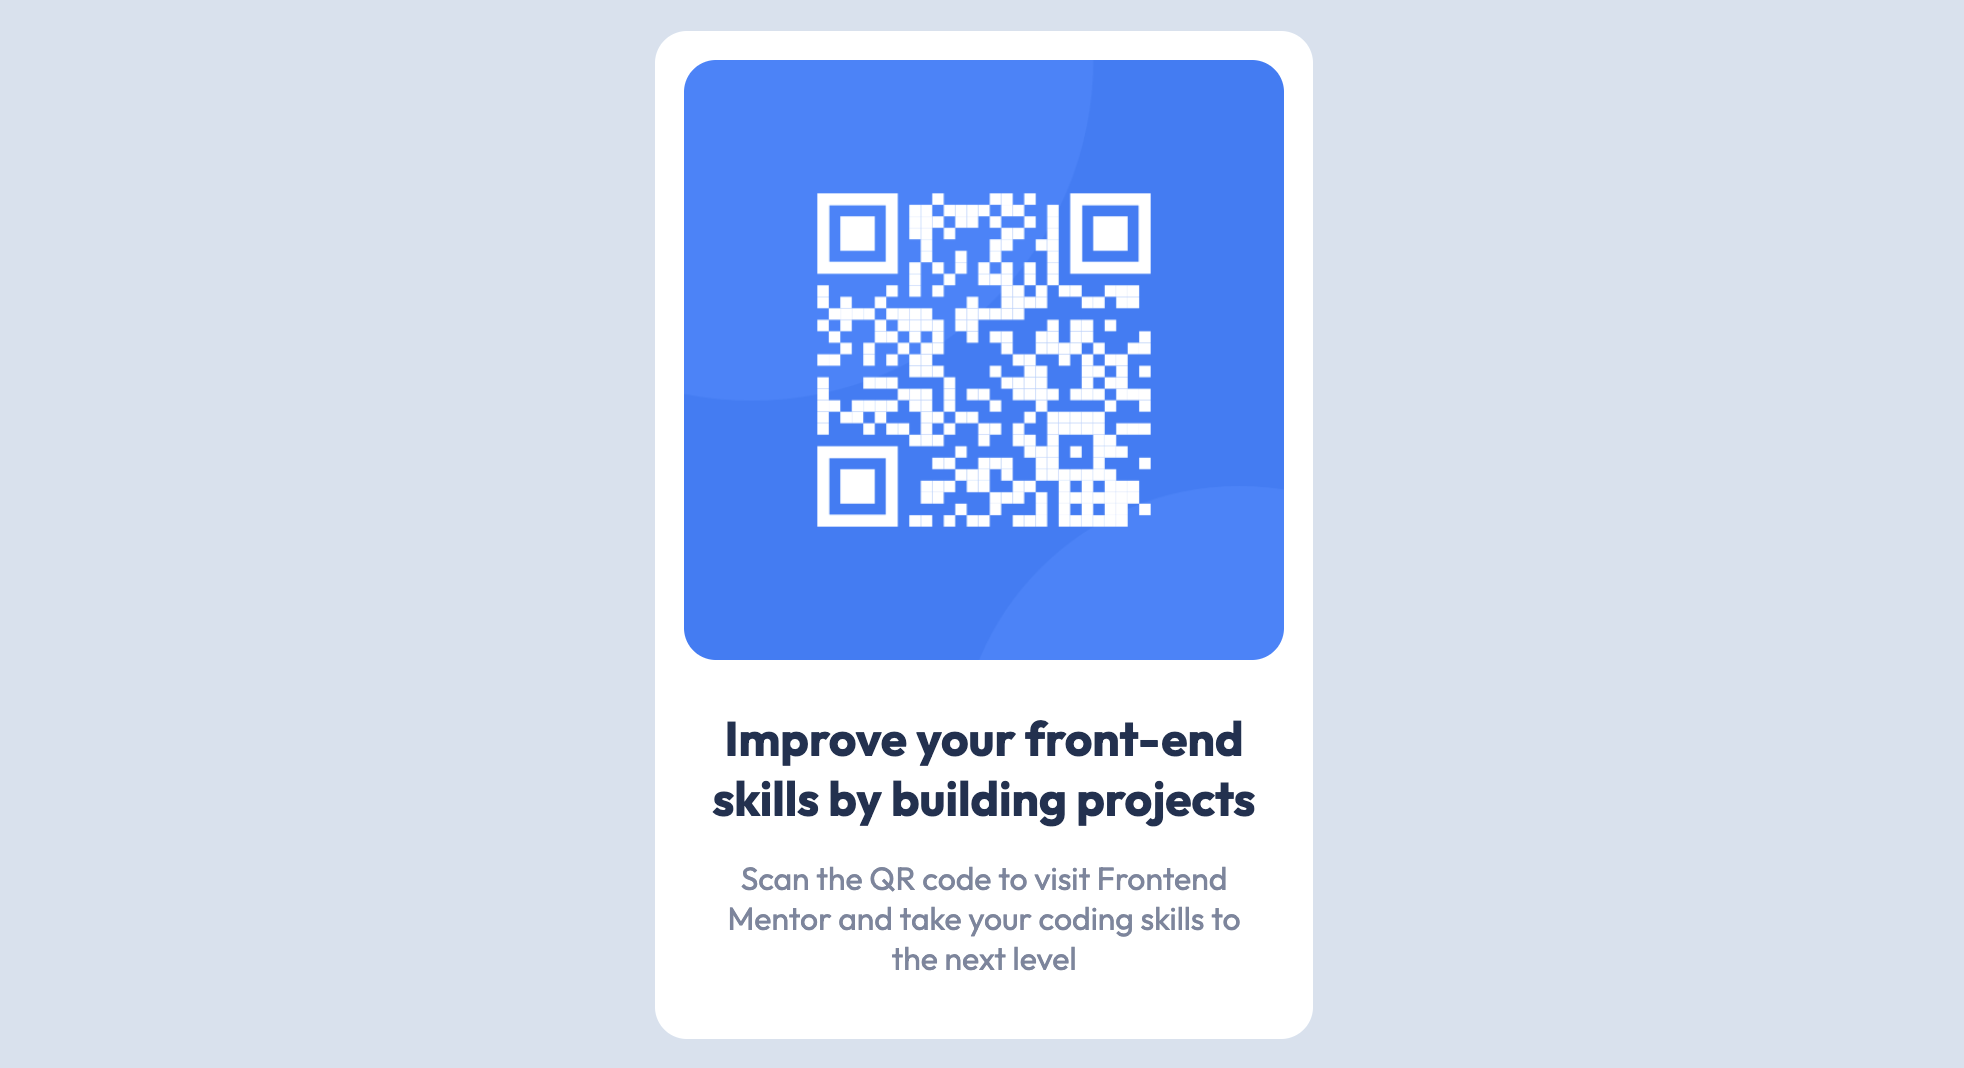 Improve your front-end
skills by building projects
Scan the QR code to visit Frontend
Mentor and take your coding skills to
the next level